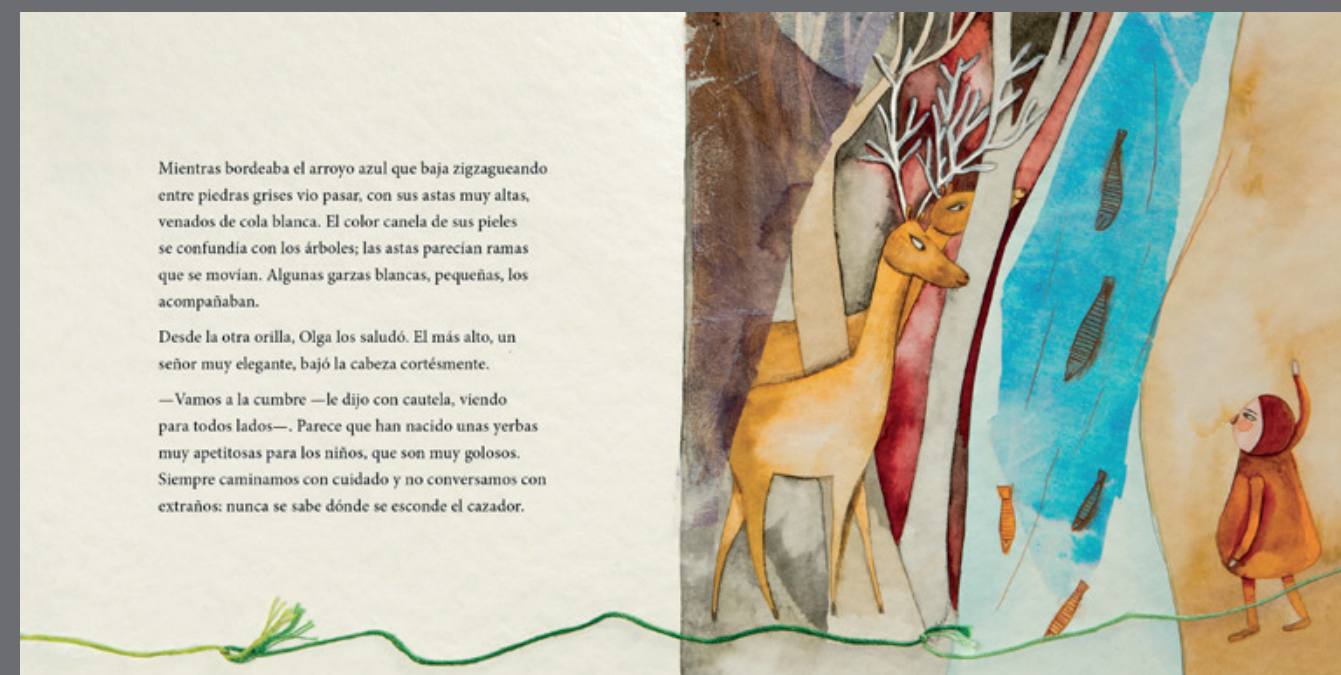 Mientras bordeaba el arroyo azul que baja zigzagueando
entre piedras grises vio pasar, con sus astas muy altas,
venados de cola blanca. El color canela de sus pieles
se confundía con los árboles; las astas parecían ramas
que se movían. Algunas garzas blancas, pequeñas, los
acompañaban.
Desde la otra orilla, Olga los saludó. El más alto, un
señor muy elegante, bajó la cabeza cortésmente.
—Vamos a la cumbre —le dijo con cautela, viendo
para todos lados—. Parece que han nacido unas yerbas
muy apetitosas para los niños, que son muy golosos.
Siempre caminamos con cuidado y no conversamos con
extraños: nunca se sabe dónde se esconde el cazador.